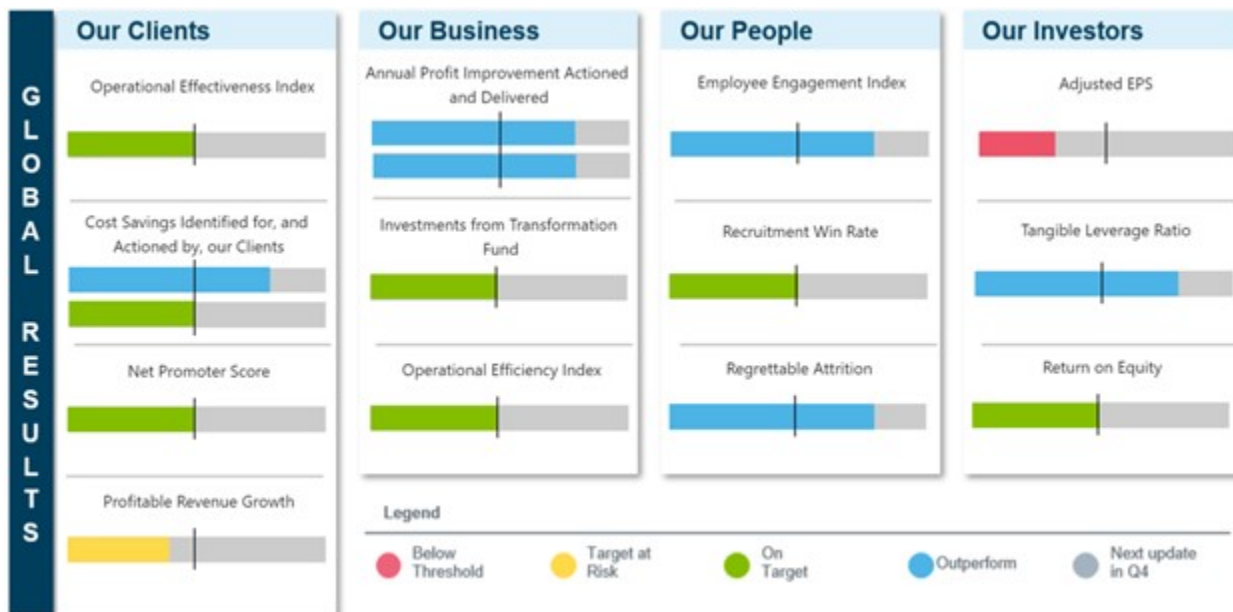 GLOBAL RESULTS
Our Clients
Operational Effectiveness Index
Cost Savings Identified for, and
Actioned by, our Clients
Net Promoter Score
Profitable Revenue Growth
Our Business
Annual Profit Improvement Actioned
and Delivered
Investments from Transformation
Fund
Operational Efficiency Index
Our People
Employee Engagement Index
Recruitment Win Rate
Regrettable Attrition
Our Investors
Adjusted EPS
Tangible Leverage Ratio
Return on Equity
Legend
Below
Threshold
Target at
Risk
On
Target
Outperform
Next update
in Q4